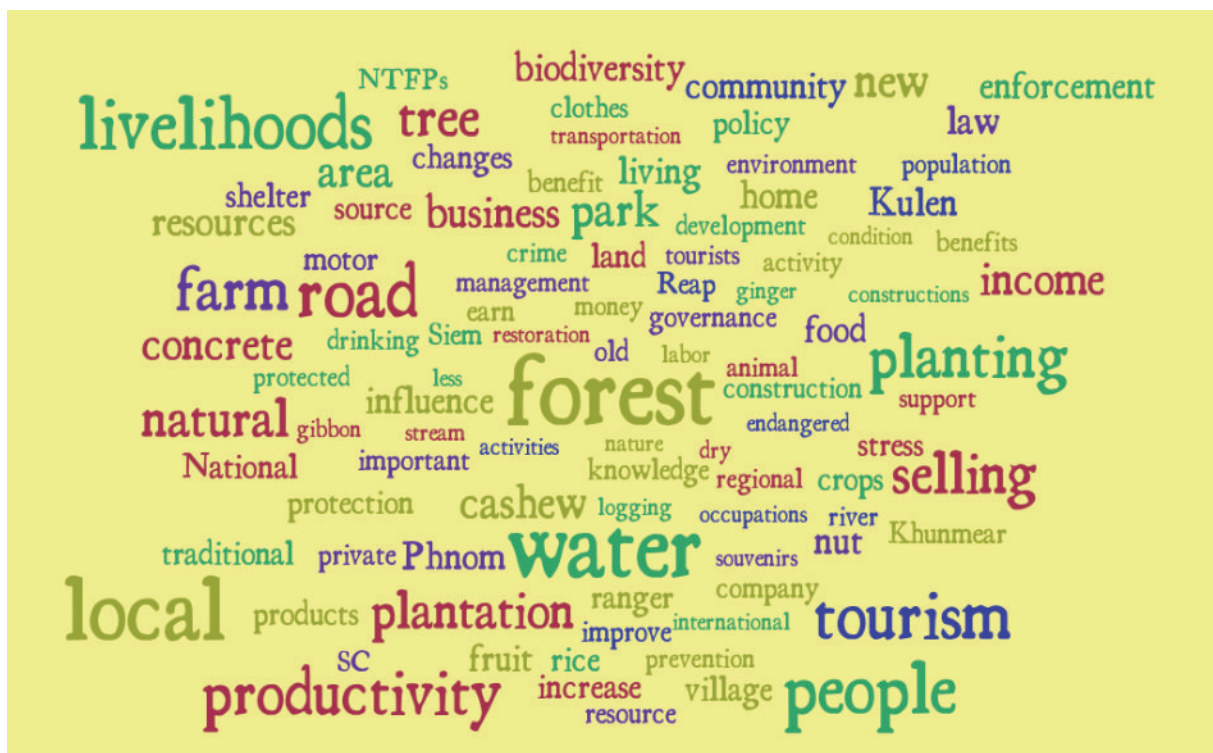 biodiversity
NTFPs community new enforcement
livelihoods tree clothes policy law
transportation
changes environment population
area benefit living
shelter source business park home Kulen
resources development condition benefits
motor crime land tourists activity
farm road management Reap ginger constructions income
earn money governance
concrete drinking Siem restoration old labor food planting
protected less forest animal
influence construction support
natural gibbon stream endangered
National important activities nature dry stress
knowledge regional crops selling
protection cashew logging occupations river
traditional private Phnom water souvenirs nut Khunmear
local products plantation ranger company tourism
improve international
SC fruit rice prevention
productivity increase village people
resource